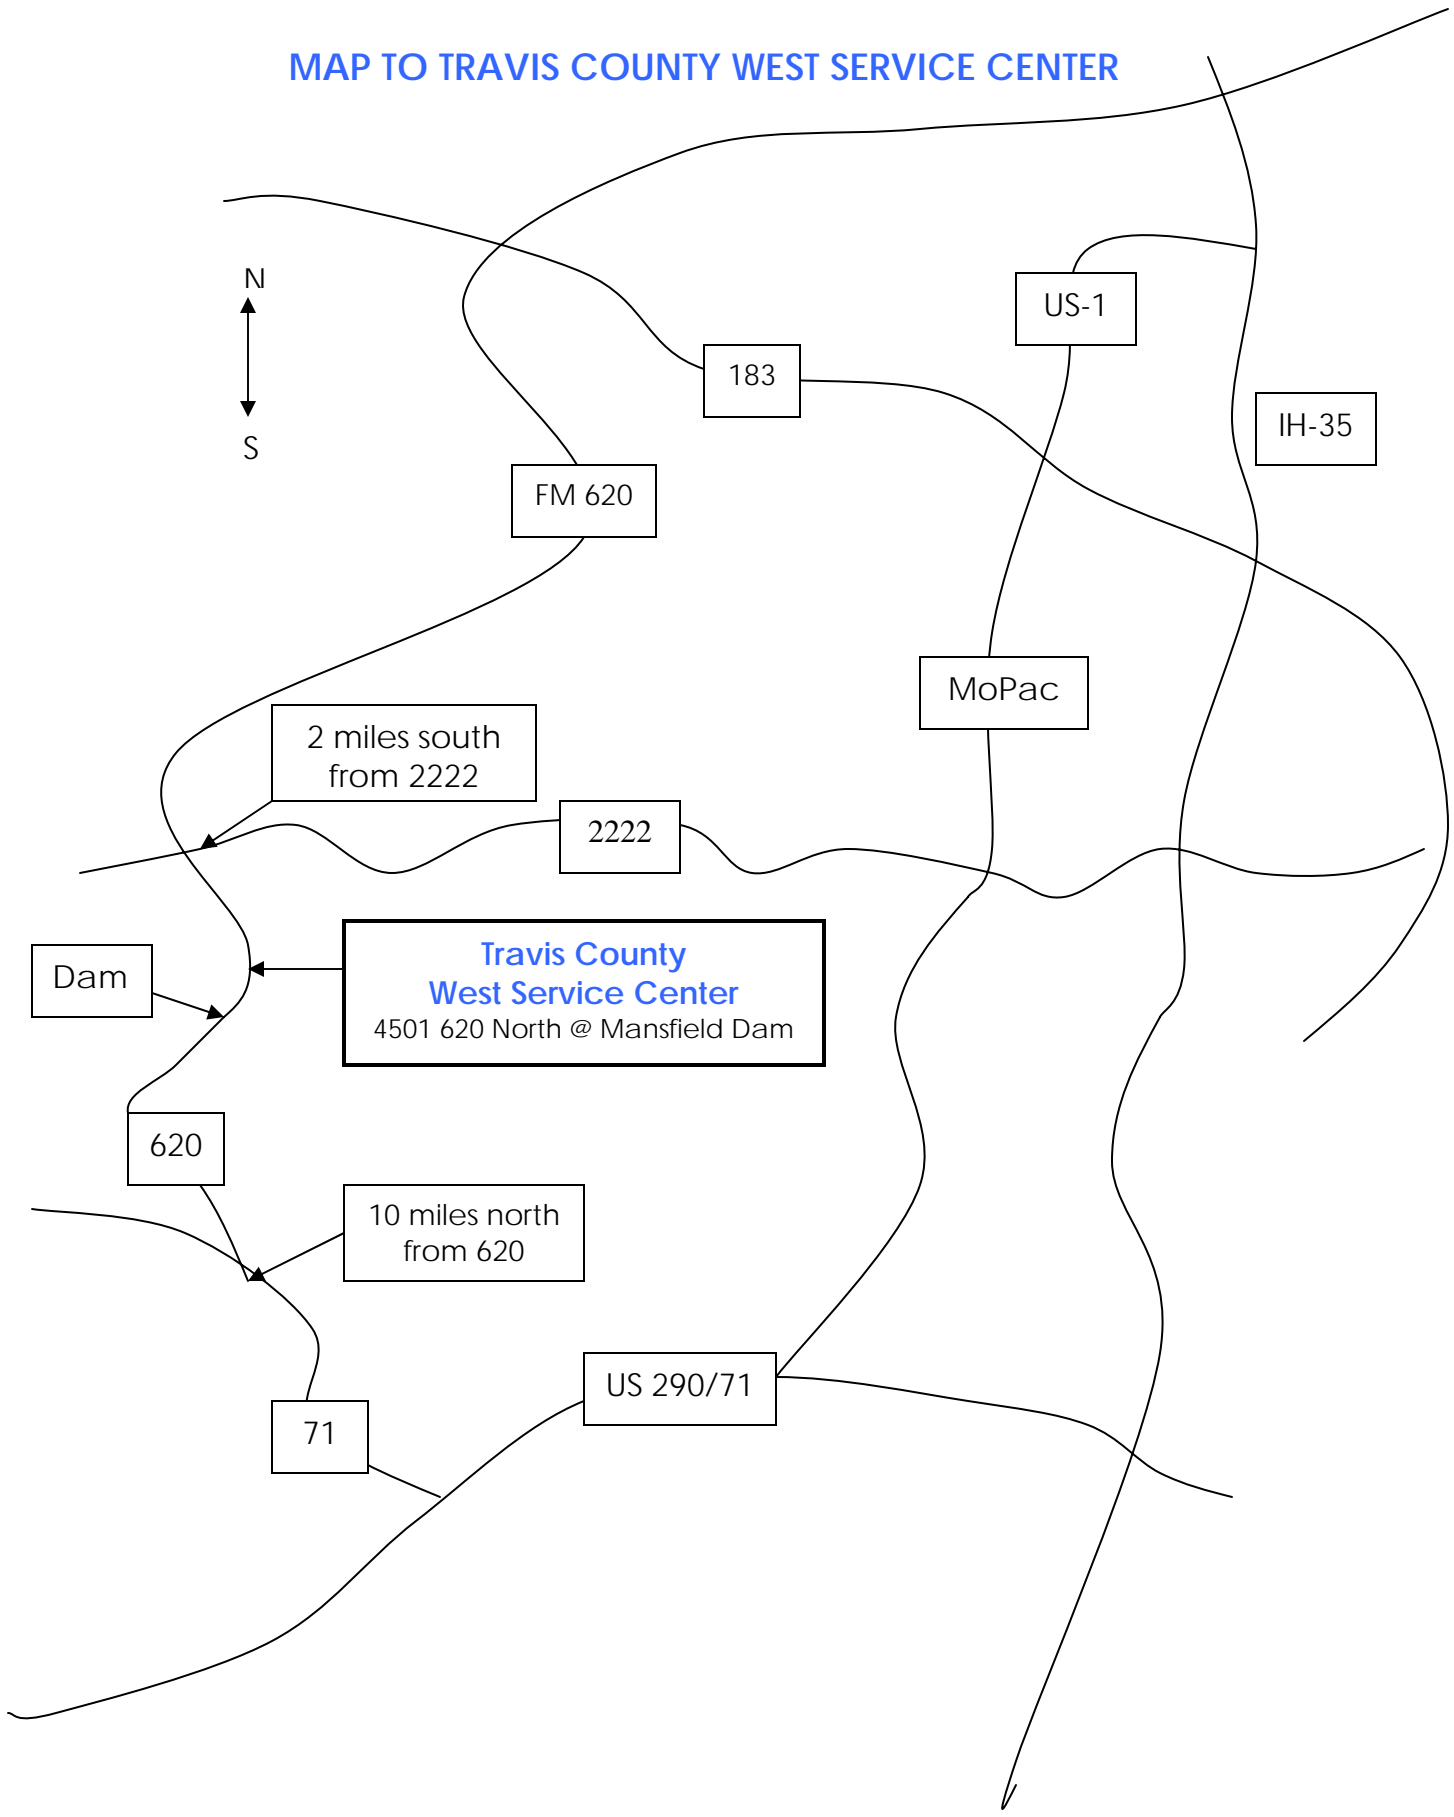 MAP TO TRAVIS COUNTY WEST SERVICE CENTER
N
US-1
183
IH-35
S
FM 620
MoPac
2 miles south
from 2222
2222
Travis County
West Service Center
4501 620 North @ Mansfield Dam
Dam
620
10 miles north
from 620
US 290/71
71